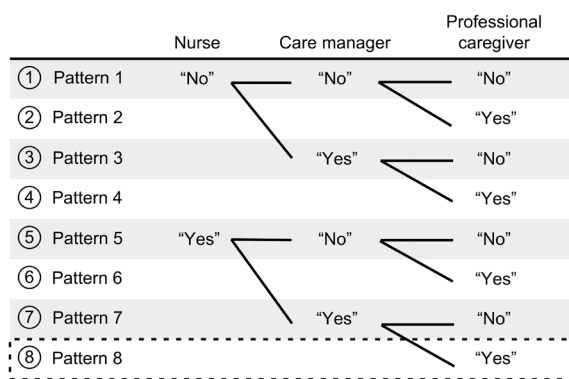 Professional
Nurse Care manager caregiver
① Pattern 1 “No” “No” “No”
② Pattern 2 “Yes”
③ Pattern 3 “Yes” “No”
④ Pattern 4 “Yes”
⑤ Pattern 5 “Yes” “No” “No”
⑥ Pattern 6 “Yes”
⑦ Pattern 7 “Yes” “No”
⑧ Pattern 8 “Yes”